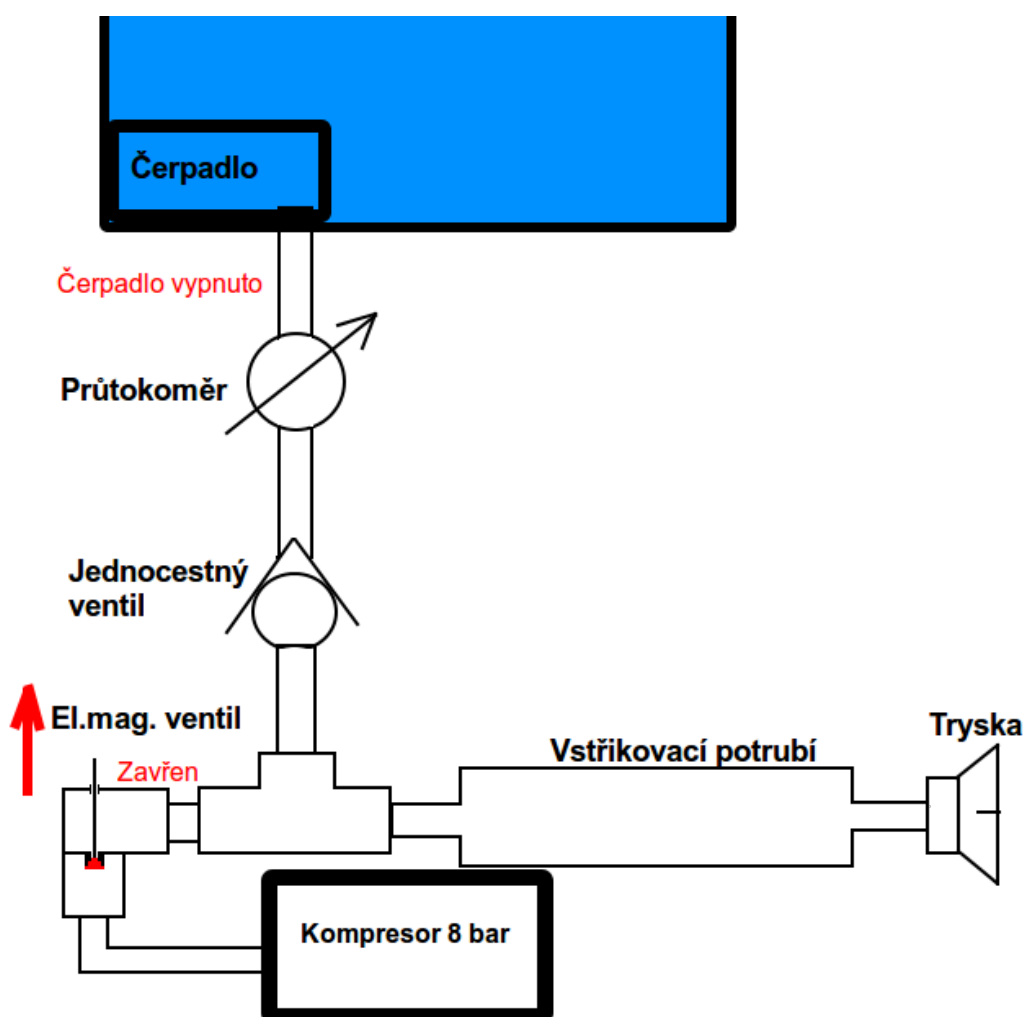 Čerpadlo
Čerpadlo vypnuto
Průtokoměr
Jednocestný
ventil
El.mag. ventil
Zavřen
Vstřikovací potrubí
Tryska
Kompresor 8 bar